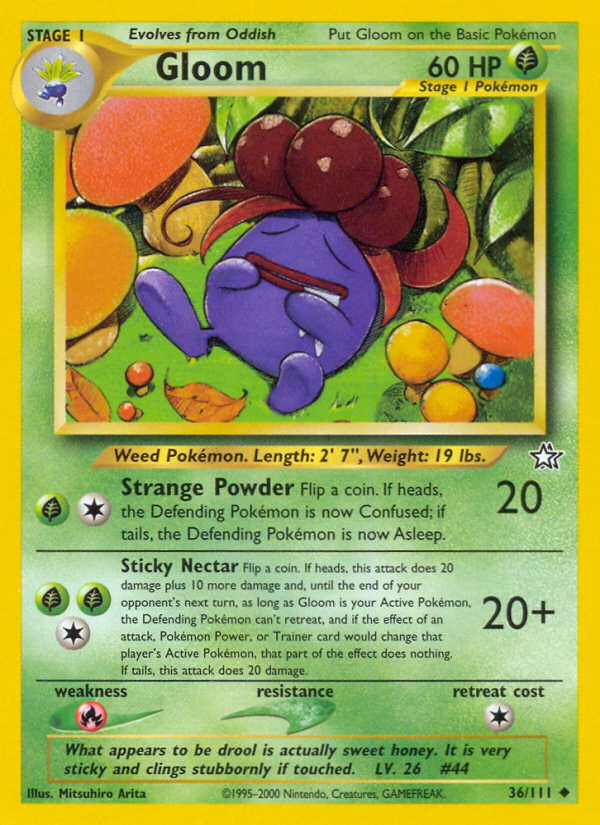 STAGE 1 Evolves from Oddish Put Gloom on the Basic Pokémon
Gloom 60 HP
Stage 1 Pokémon
Weed Pokémon. Length: 2' 7", Weight: 19 lbs.
Strange Powder Flip a coin. If heads,
the Defending Pokémon is now Confused; if
tails, the Defending Pokémon is now Asleep.
20
Sticky Nectar Flip a coin. If heads, this attack does 20
damage plus 10 more damage and, until the end of your
opponent's next turn, as long as Gloom is your Active Pokémon,
the Defending Pokémon can't retreat, and if the effect of an
attack, Pokémon Power, or Trainer card would change that
player's Active Pokémon, that part of the effect does nothing.
If tails, this attack does 20 damage.
20+
weakness resistance retreat cost
What appears to be drool is actually sweet honey. It is very
sticky and clings stubbornly if touched. LV. 26 #44
Illus. Mitsuhiro Arita ©1995–2000 Nintendo, Creatures, GAMEFREAK. 36/111